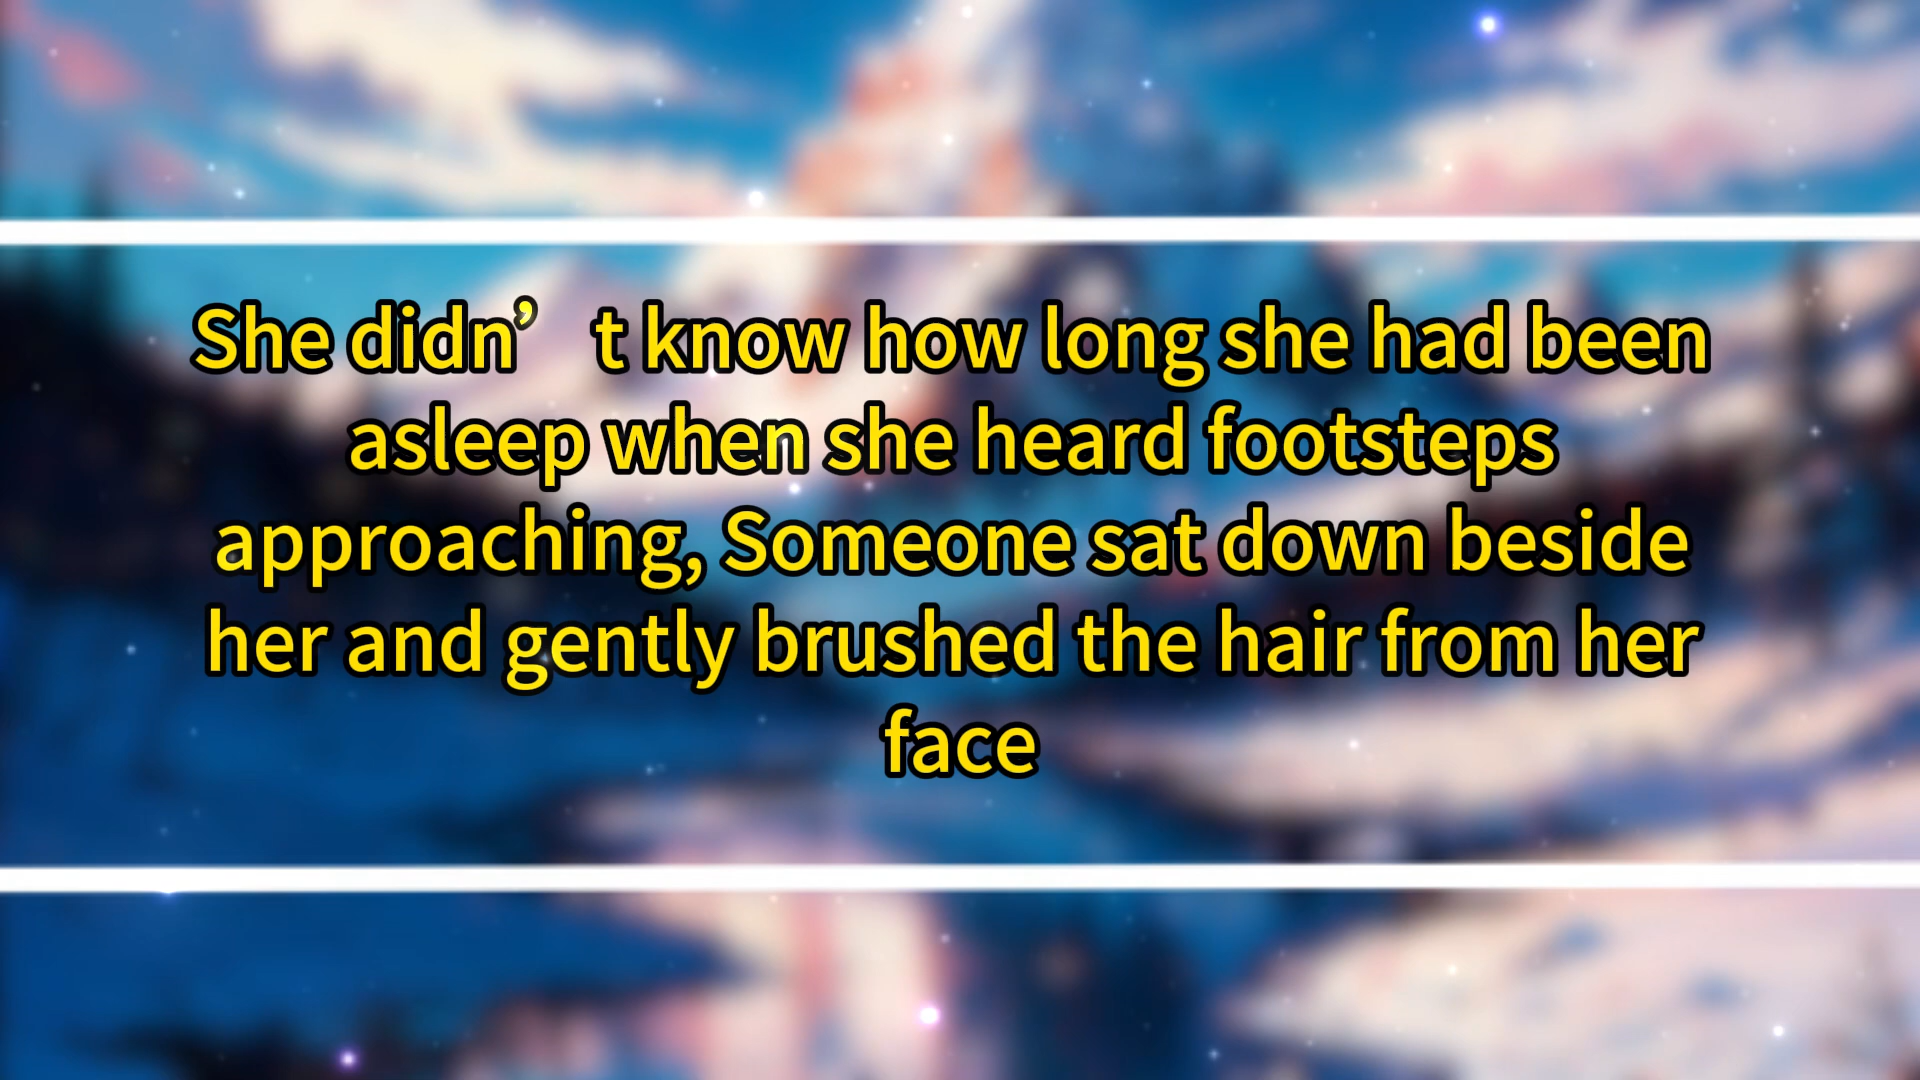 She didn’t know how long she had been
asleep when she heard footsteps
approaching, Someone sat down beside
her and gently brushed the hair from her
face